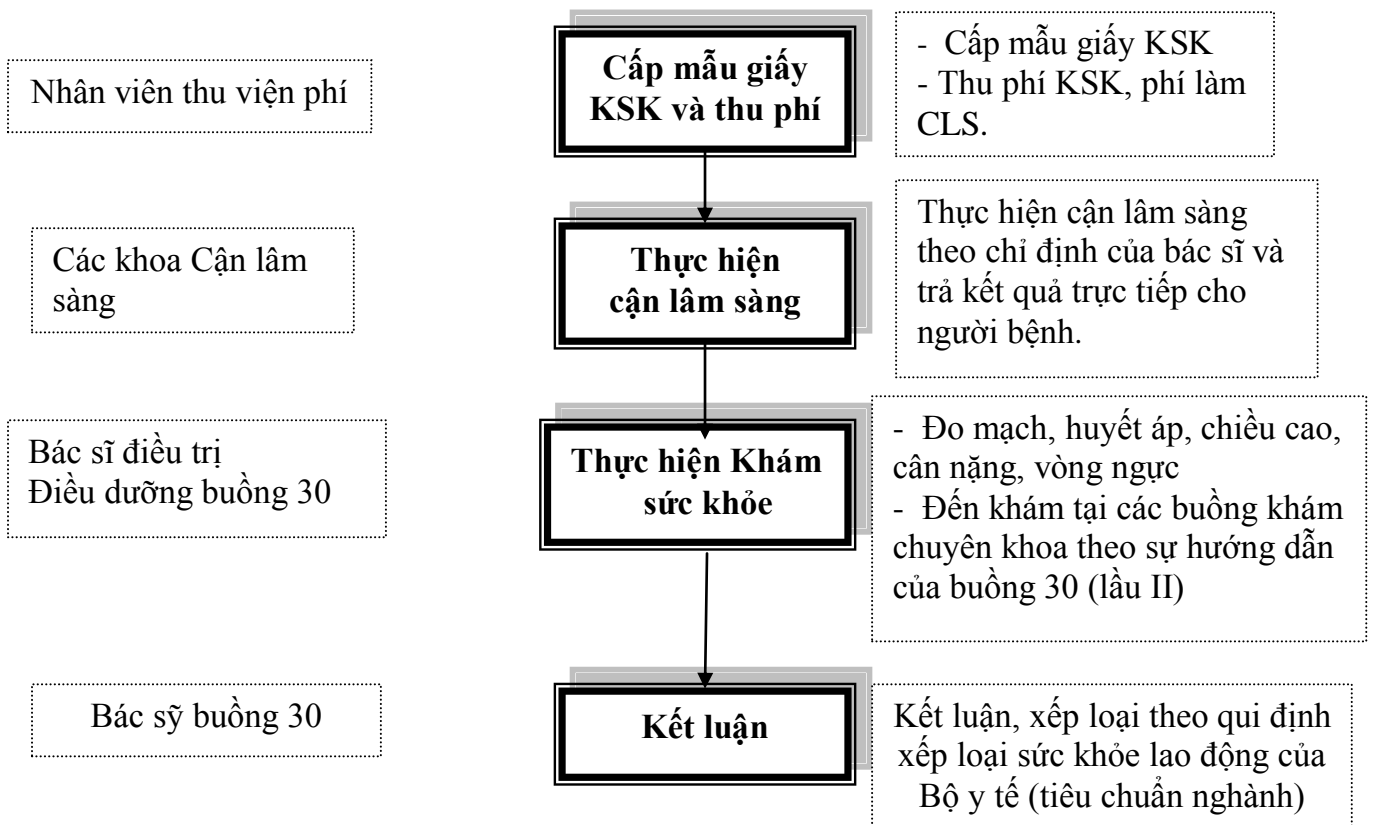 Nhân viên thu viện phí
Cấp mẫu giấy
KSK và thu phí
- Cấp mẫu giấy KSK
- Thu phí KSK, phí làm
CLS.
Các khoa Cận lâm
sàng
Thực hiện
cận lâm sàng
Thực hiện cận lâm sàng
theo chỉ định của bác sĩ và
trả kết quả trực tiếp cho
người bệnh.
Bác sĩ điều trị
Điều dưỡng buồng 30
Thực hiện Khám
sức khỏe
- Đo mạch, huyết áp, chiều cao,
cân nặng, vòng ngực
- Đến khám tại các buồng khám
chuyên khoa theo sự hướng dẫn
của buồng 30 (lầu II)
Bác sỹ buồng 30
Kết luận
Kết luận, xếp loại theo qui định
xếp loại sức khỏe lao động của
Bộ y tế (tiêu chuẩn nghành)